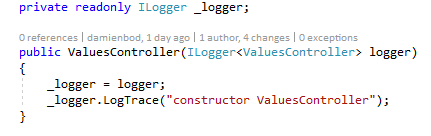 private readonly ILogger _logger;
0 references | damienbod, 1 day ago | 1 author, 4 changes | 0 exceptions
public ValuesController(ILogger<ValuesController> logger)
{
_logger = logger;
_logger.LogTrace("constructor ValuesController");
}